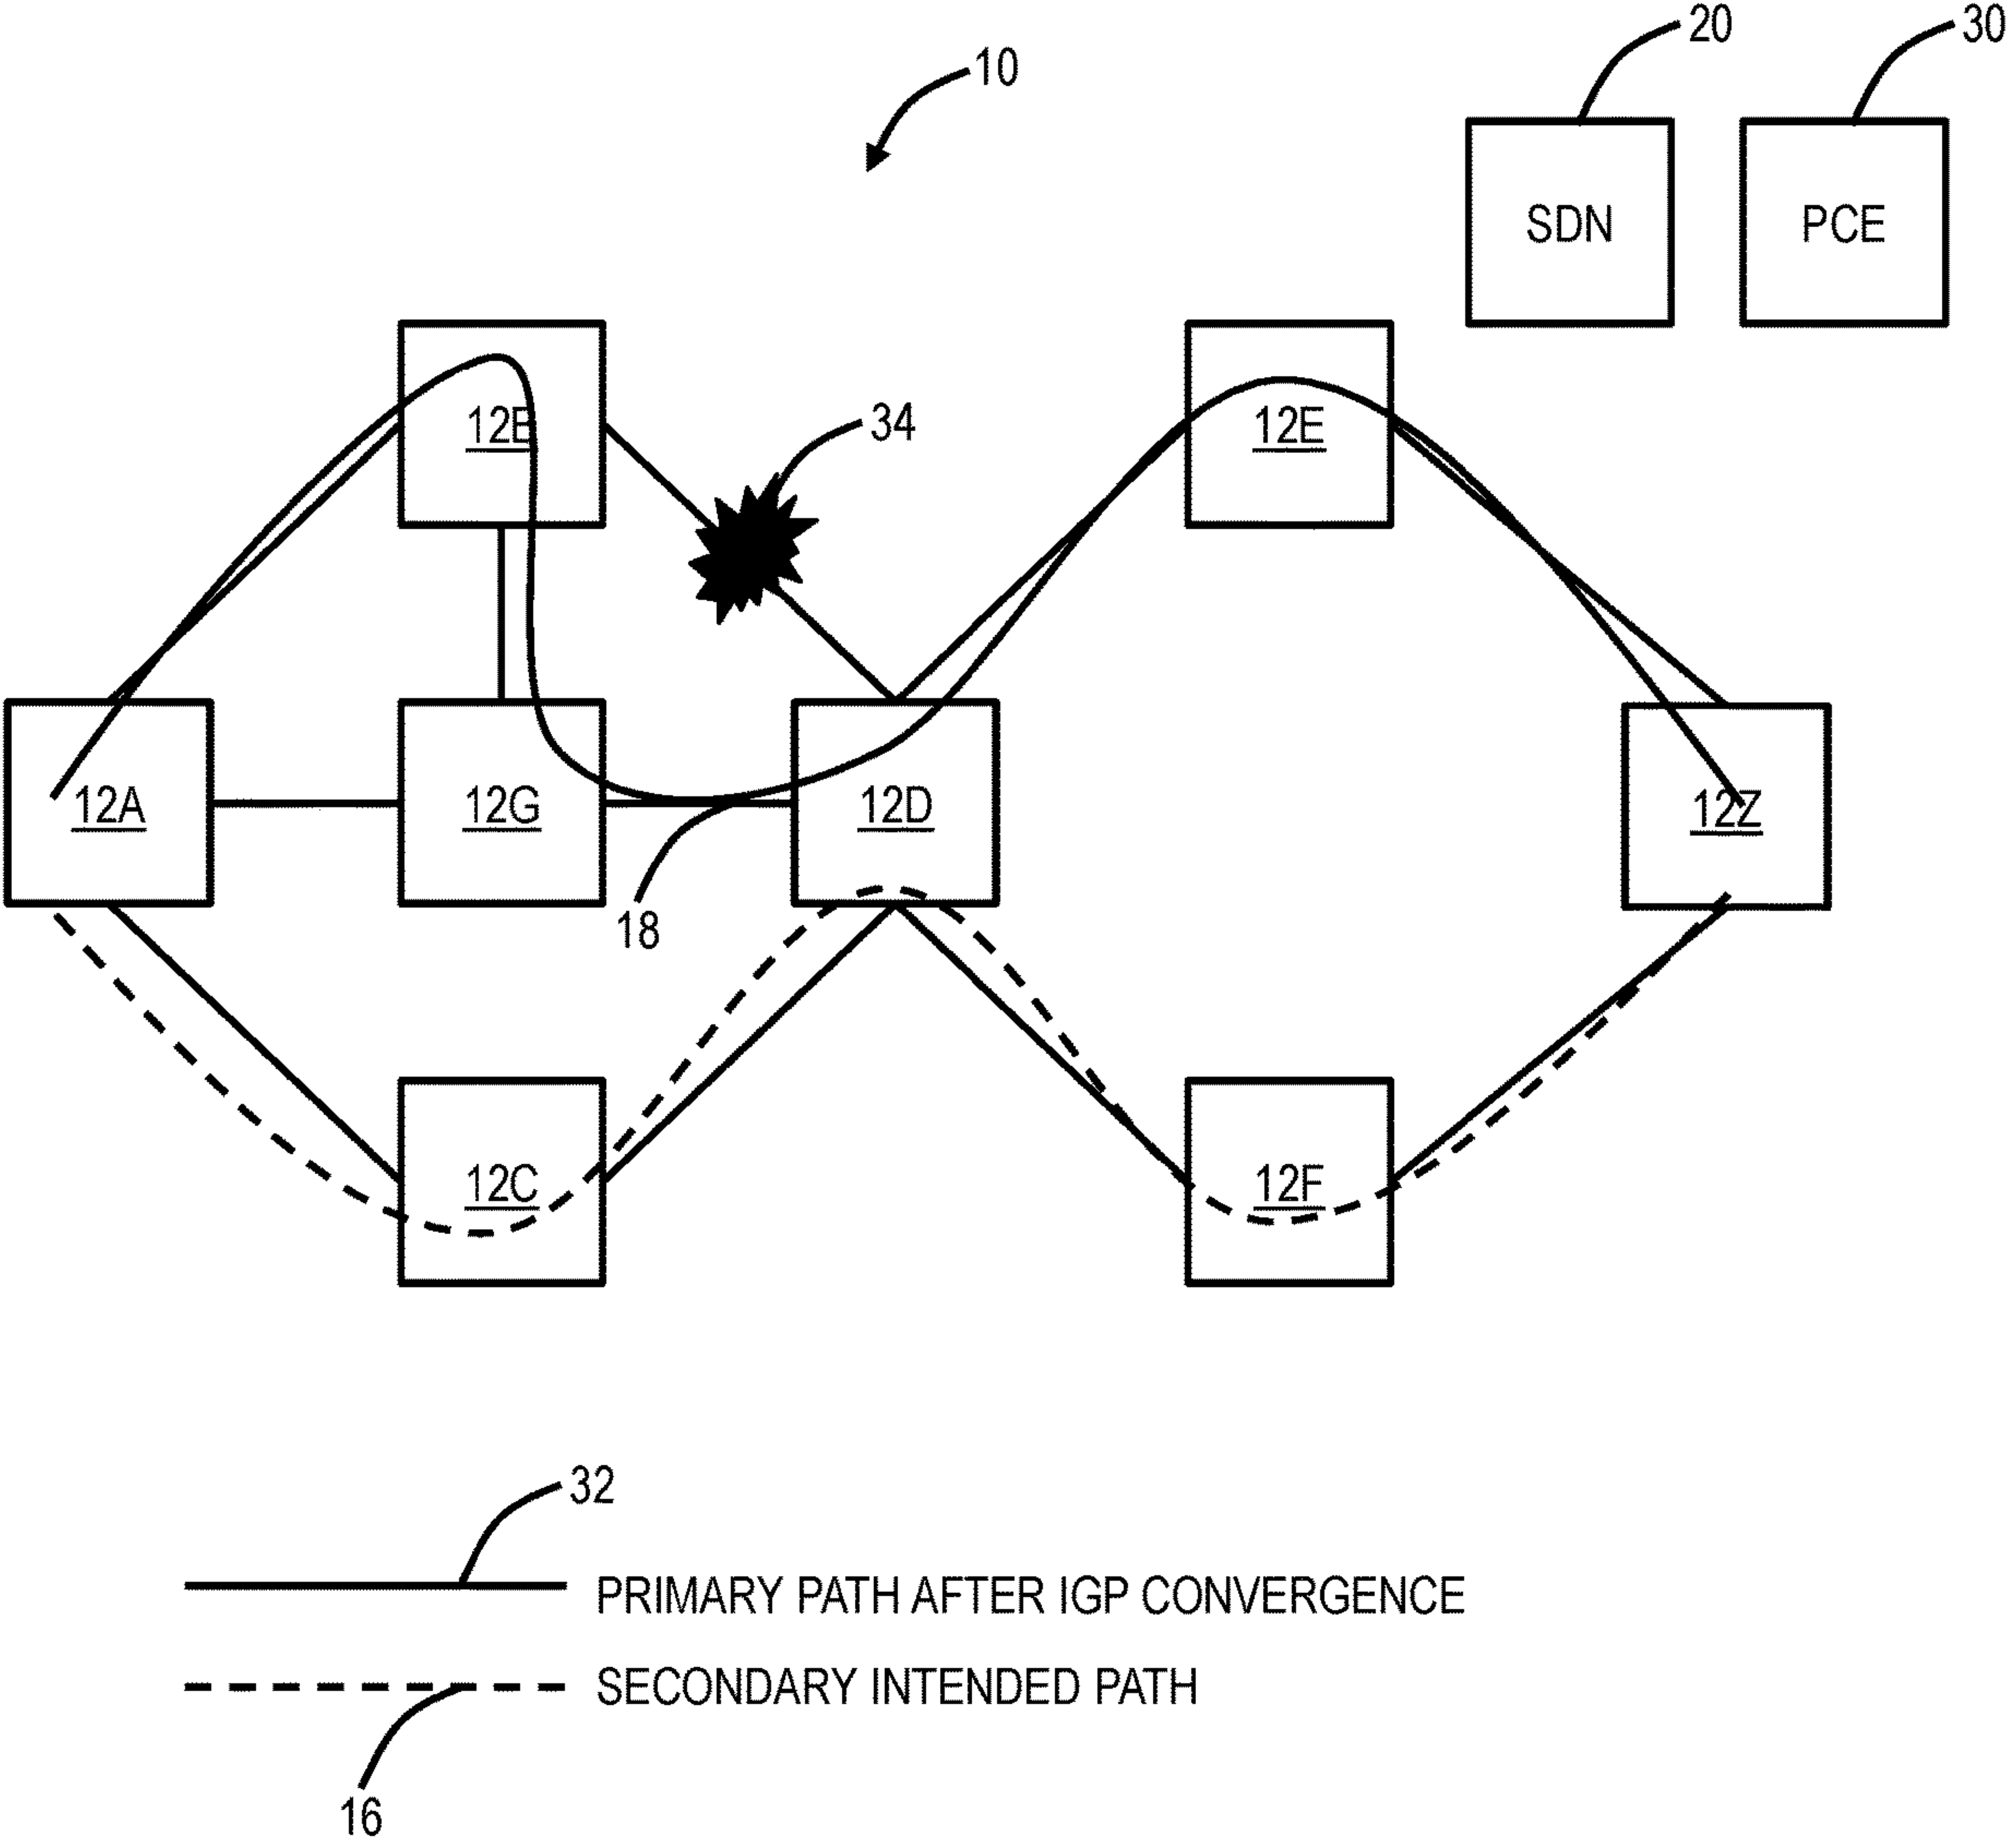 20
30
10
SDN
PCE
34
12B
12E
12A
12G
12D
12Z
18
12C
12F
32
PRIMARY PATH AFTER IGP CONVERGENCE
SECONDARY INTENDED PATH
16